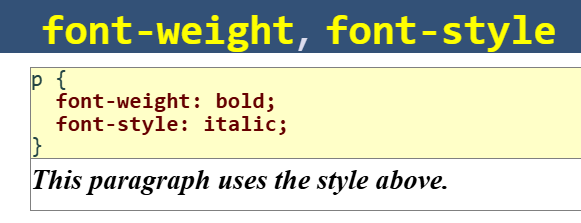 font-weight, font-style
p {
  font-weight: bold;
  font-style: italic;
}
This paragraph uses the style above.